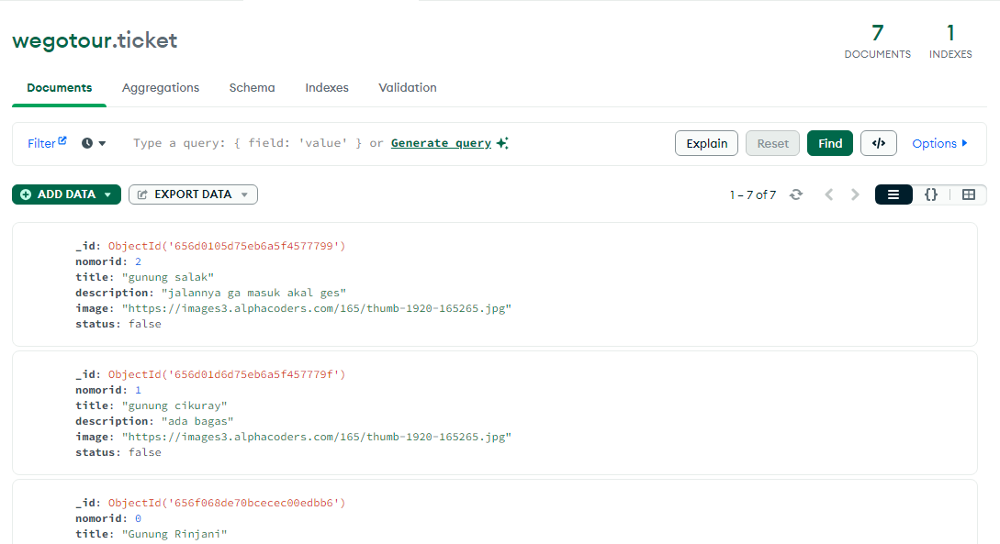 wegotour.ticket
7
DOCUMENTS
1
INDEXES
Documents
Aggregations
Schema
Indexes
Validation
Filter
Type a query: { field: 'value' } or Generate query
Explain
Reset
Find
</>
Options
ADD DATA
EXPORT DATA
1 – 7 of 7
{}
_id: ObjectId('656d0105d75eb6a5f4577799')
nomorid: 2
title: "gunung salak"
description: "jalannya ga masuk akal ges"
image: "https://images3.alphacoders.com/165/thumb-1920-165265.jpg"
status: false
_id: ObjectId('656d01d6d75eb6a5f457779f')
nomorid: 1
title: "gunung cikuray"
description: "ada bagas"
image: "https://images3.alphacoders.com/165/thumb-1920-165265.jpg"
status: false
_id: ObjectId('656f068de70bcecec00edbb6')
nomorid: 0
title: "Gunung Rinjani"